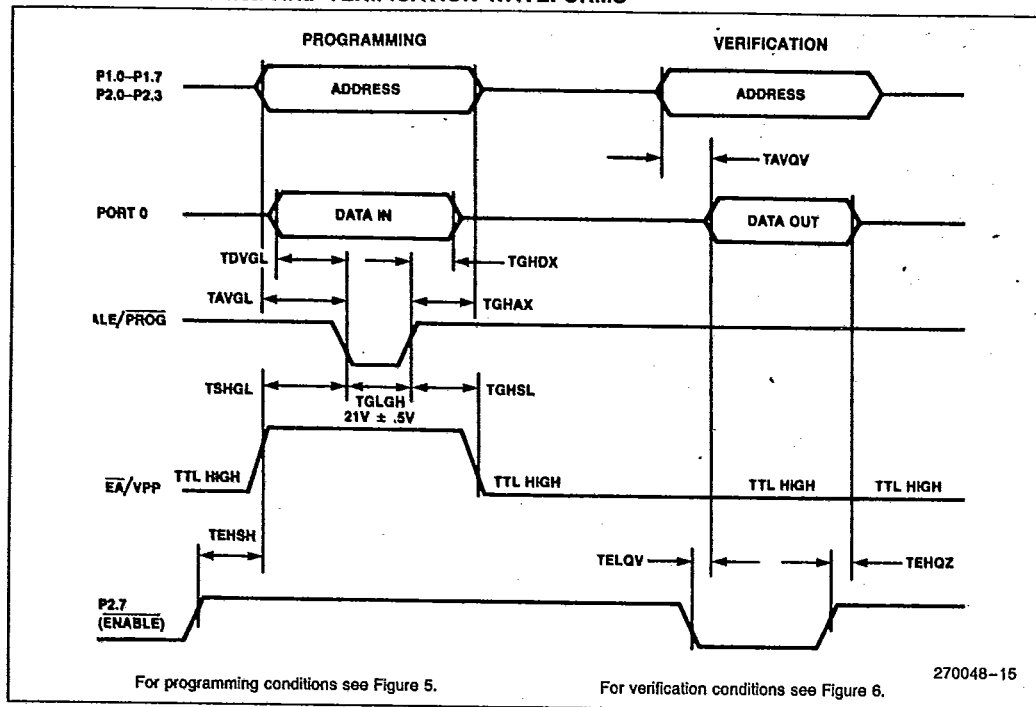 PROGRAMMING
VERIFICATION
P1.0–P1.7
P2.0–P2.3
ADDRESS
ADDRESS
TAVQV
PORT 0
DATA IN
DATA OUT
TDVGL
TGHDX
TAVGL
TGHAX
ALE/PROG
TSHGL
TGLGH
TGHSL
21V ± .5V
EA/VPP
TTL HIGH
TTL HIGH
TTL HIGH
TTL HIGH
TEHSH
TELQV
TEHQZ
P2.7
(ENABLE)
270048–15
For programming conditions see Figure 5.
For verification conditions see Figure 6.